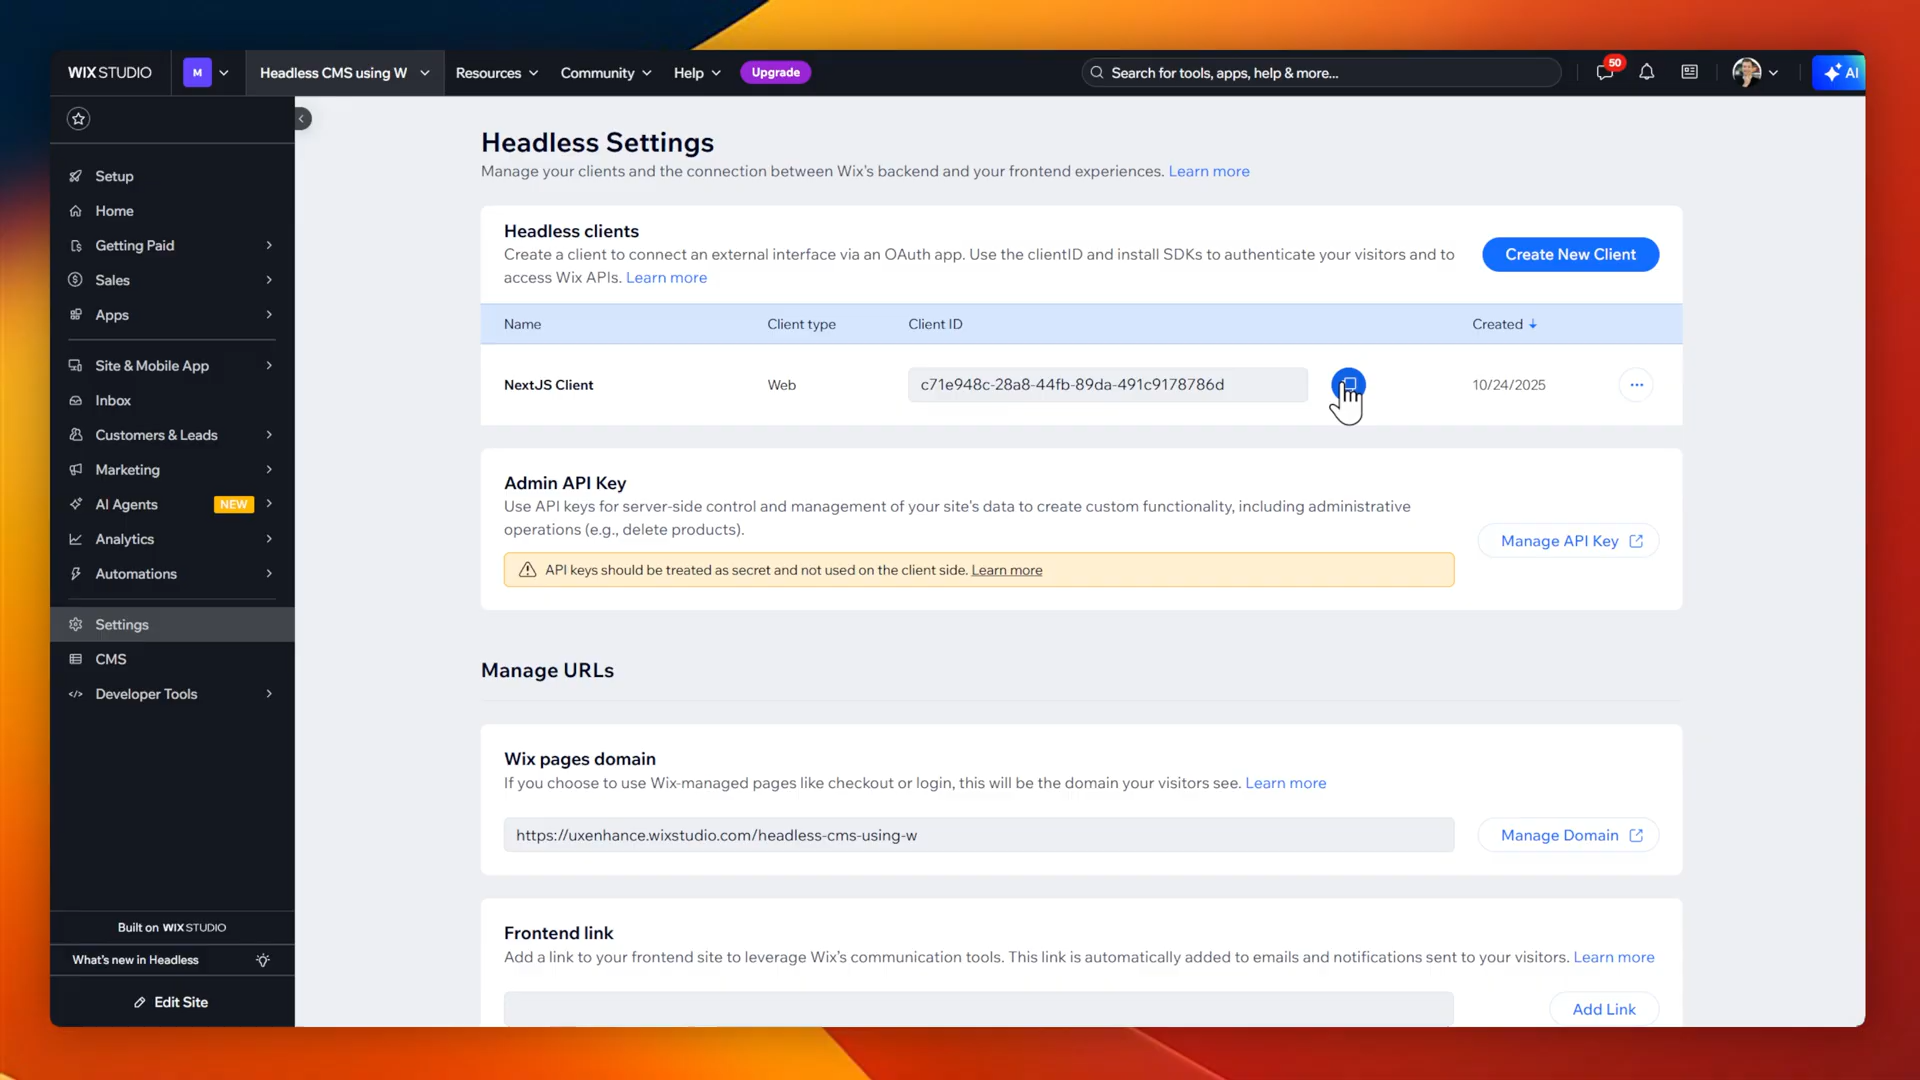 WIX STUDIO
M
Headless CMS using W
Resources
Community
Help
Upgrade
Search for tools, apps, help & more...
50
AI
Setup
Home
Getting Paid
Sales
Apps
Site & Mobile App
Inbox
Customers & Leads
Marketing
AI Agents NEW
Analytics
Automations
Settings
CMS
Developer Tools
Built on WIX STUDIO
What's new in Headless
Edit Site
Headless Settings
Manage your clients and the connection between Wix's backend and your frontend experiences. Learn more
Headless clients
Create a client to connect an external interface via an OAuth app. Use the clientID and install SDKs to authenticate your visitors and to
access Wix APIs. Learn more
Create New Client
Name Client type Client ID Created
NextJS Client Web c71e948c-28a8-44fb-89da-491c9178786d 10/24/2025
Admin API Key
Use API keys for server-side control and management of your site's data to create custom functionality, including administrative
operations (e.g., delete products).
API keys should be treated as secret and not used on the client side. Learn more
Manage API Key
Manage URLs
Wix pages domain
If you choose to use Wix-managed pages like checkout or login, this will be the domain your visitors see. Learn more
https://uxenhance.wixstudio.com/headless-cms-using-w
Manage Domain
Frontend link
Add a link to your frontend site to leverage Wix's communication tools. This link is automatically added to emails and notifications sent to your visitors. Learn more
Add Link